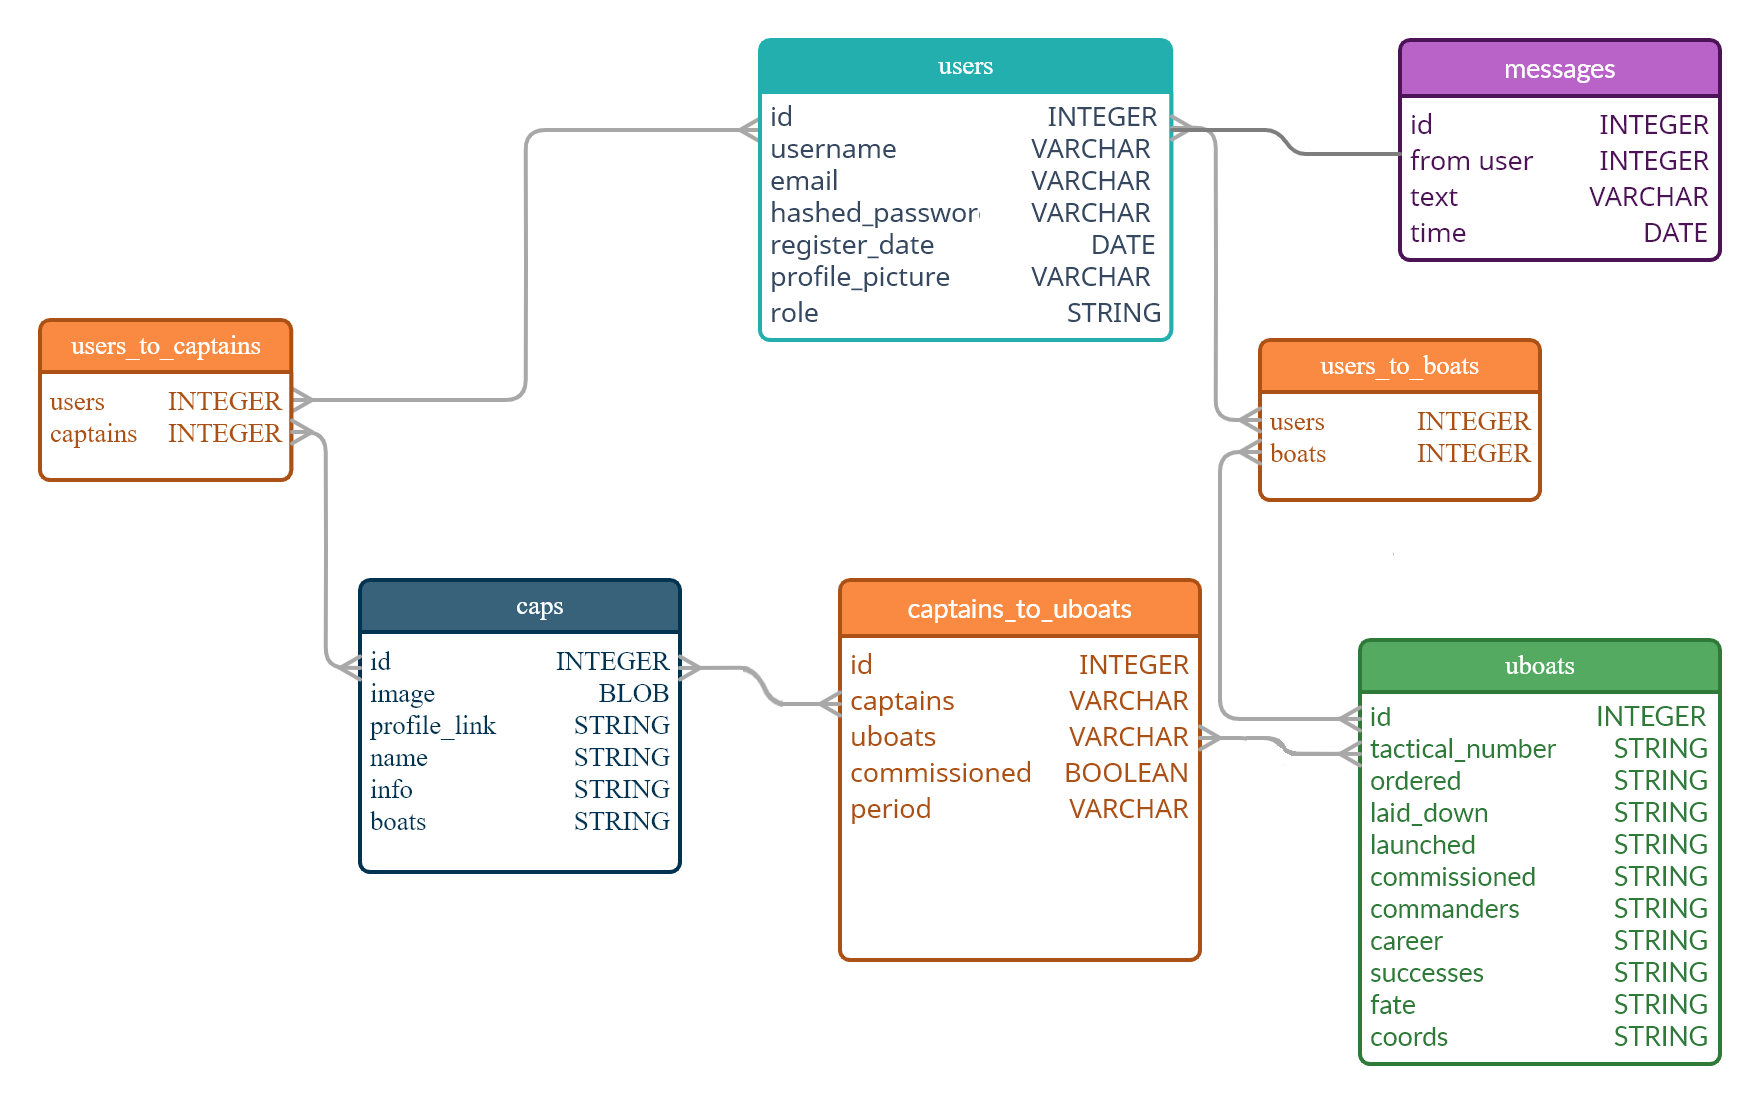 users
id INTEGER
username VARCHAR
email VARCHAR
hashed_passwor VARCHAR
register_date DATE
profile_picture VARCHAR
role STRING
messages
id INTEGER
from user INTEGER
text VARCHAR
time DATE
users_to_captains
users INTEGER
captains INTEGER
users_to_boats
users INTEGER
boats INTEGER
caps
id INTEGER
image BLOB
profile_link STRING
name STRING
info STRING
boats STRING
captains_to_uboats
id INTEGER
captains VARCHAR
uboats VARCHAR
commissioned BOOLEAN
period VARCHAR
uboats
id INTEGER
tactical_number STRING
ordered STRING
laid_down STRING
launched STRING
commissioned STRING
commanders STRING
career STRING
successes STRING
fate STRING
coords STRING